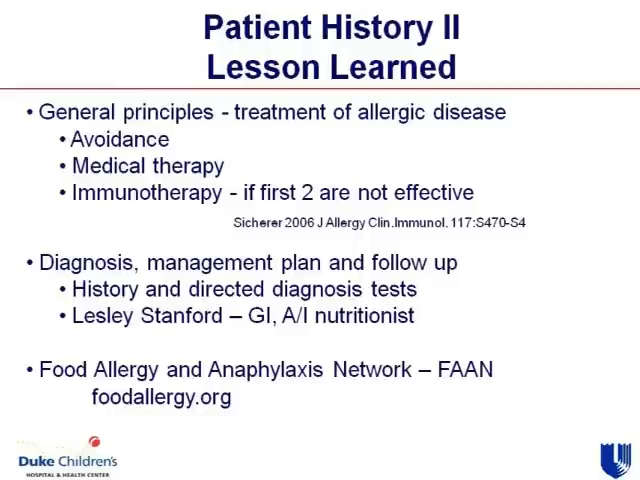 Patient History II
Lesson Learned
• General principles - treatment of allergic disease
• Avoidance
• Medical therapy
• Immunotherapy - if first 2 are not effective
Sicherer 2006 J Allergy Clin.Immunol. 117:S470-S4
• Diagnosis, management plan and follow up
• History and directed diagnosis tests
• Lesley Stanford – GI, A/I nutritionist
• Food Allergy and Anaphylaxis Network – FAAN
foodallergy.org
Duke Children's
HOSPITAL & HEALTH CENTER